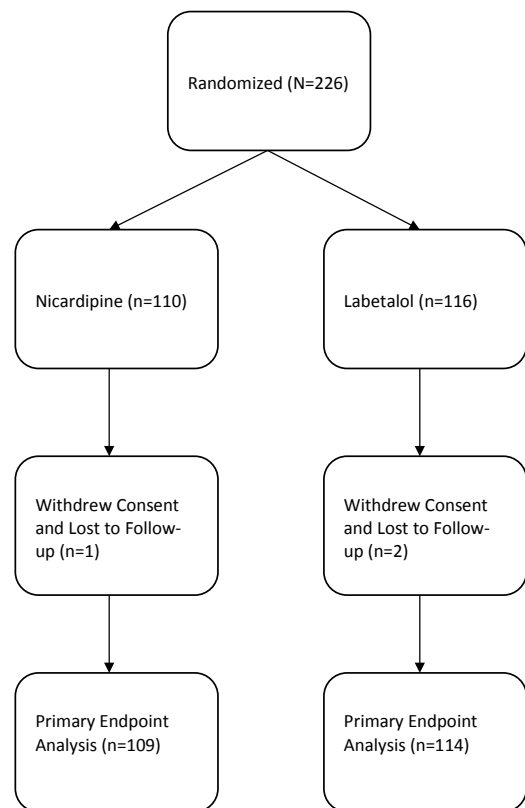 Randomized (N=226)
Nicardipine (n=110)
Labetalol (n=116)
Withdrew Consent
and Lost to Follow-
up (n=1)
Withdrew Consent
and Lost to Follow-
up (n=2)
Primary Endpoint
Analysis (n=109)
Primary Endpoint
Analysis (n=114)